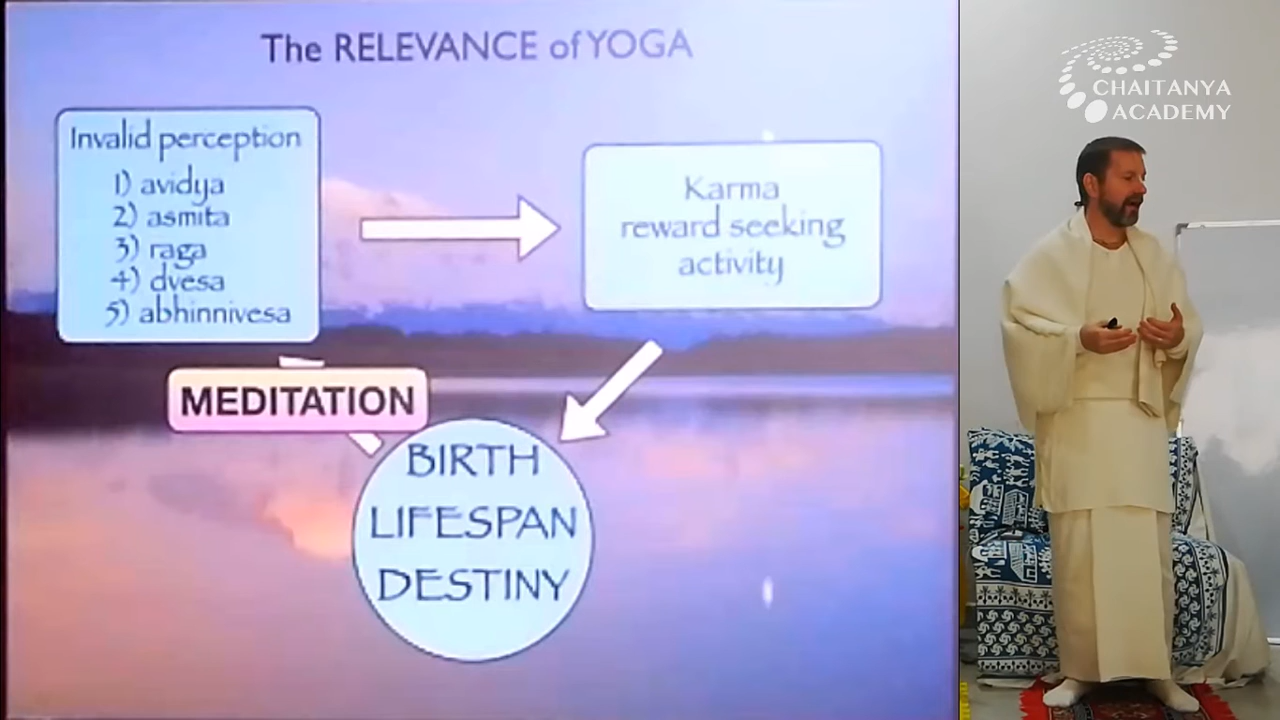 The RELEVANCE of YOGA
Invalid perception
1) avidya
2) asmita
3) raga
4) dvesa
5) abhinnivesa
Karma
reward seeking
activity
MEDITATION
BIRTH
LIFESPAN
DESTINY
CHAITANYA
ACADEMY